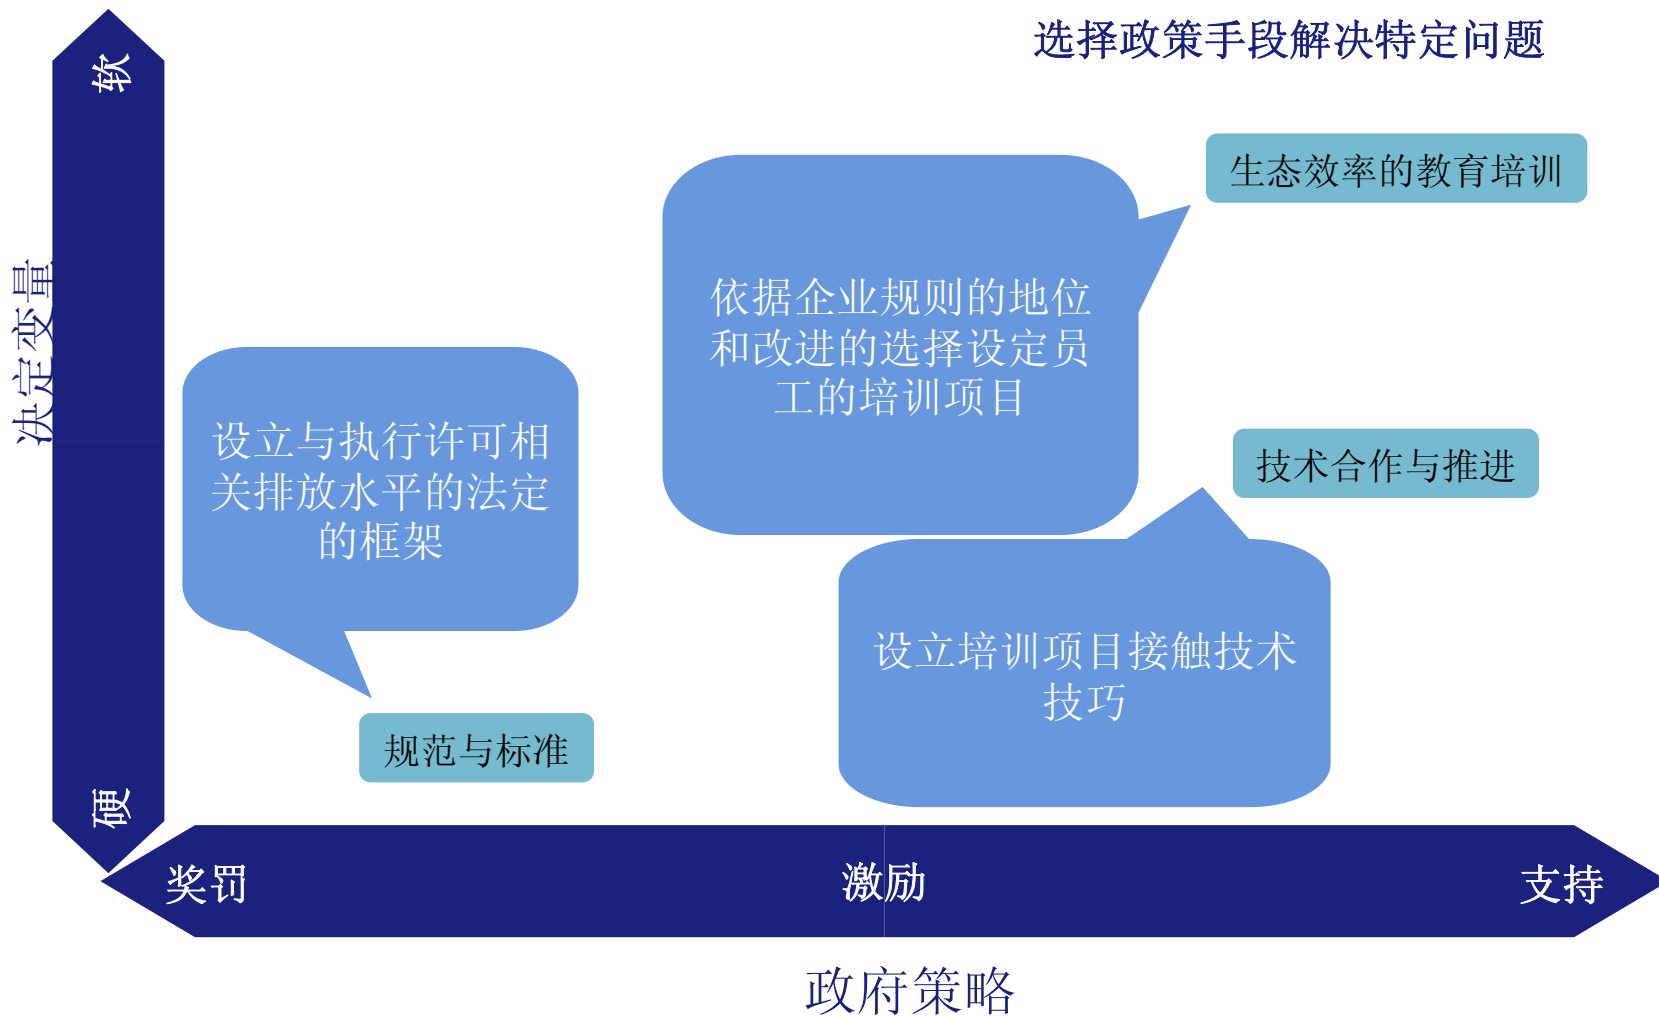 选择政策手段解决特定问题
软
决定变量
硬
生态效率的教育培训
依据企业规则的地位
和改进的选择设定员
工的培训项目
设立与执行许可相
关排放水平的法定
的框架
技术合作与推进
设立培训项目接触技术
技巧
规范与标准
奖罚
激励
支持
政府策略